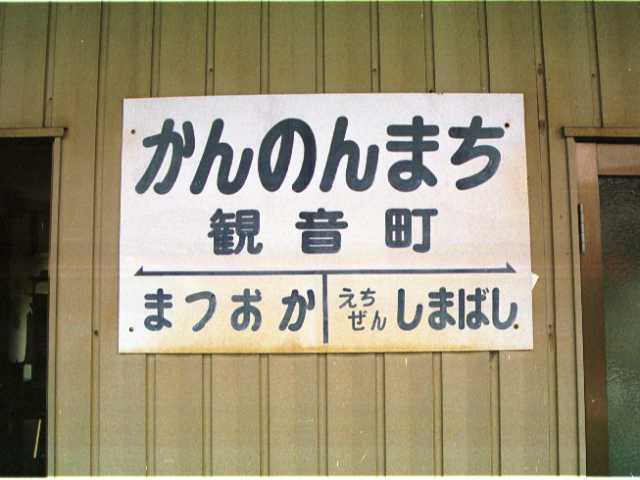 かんのんまち
観音町
まつおか えちぜんしまばし